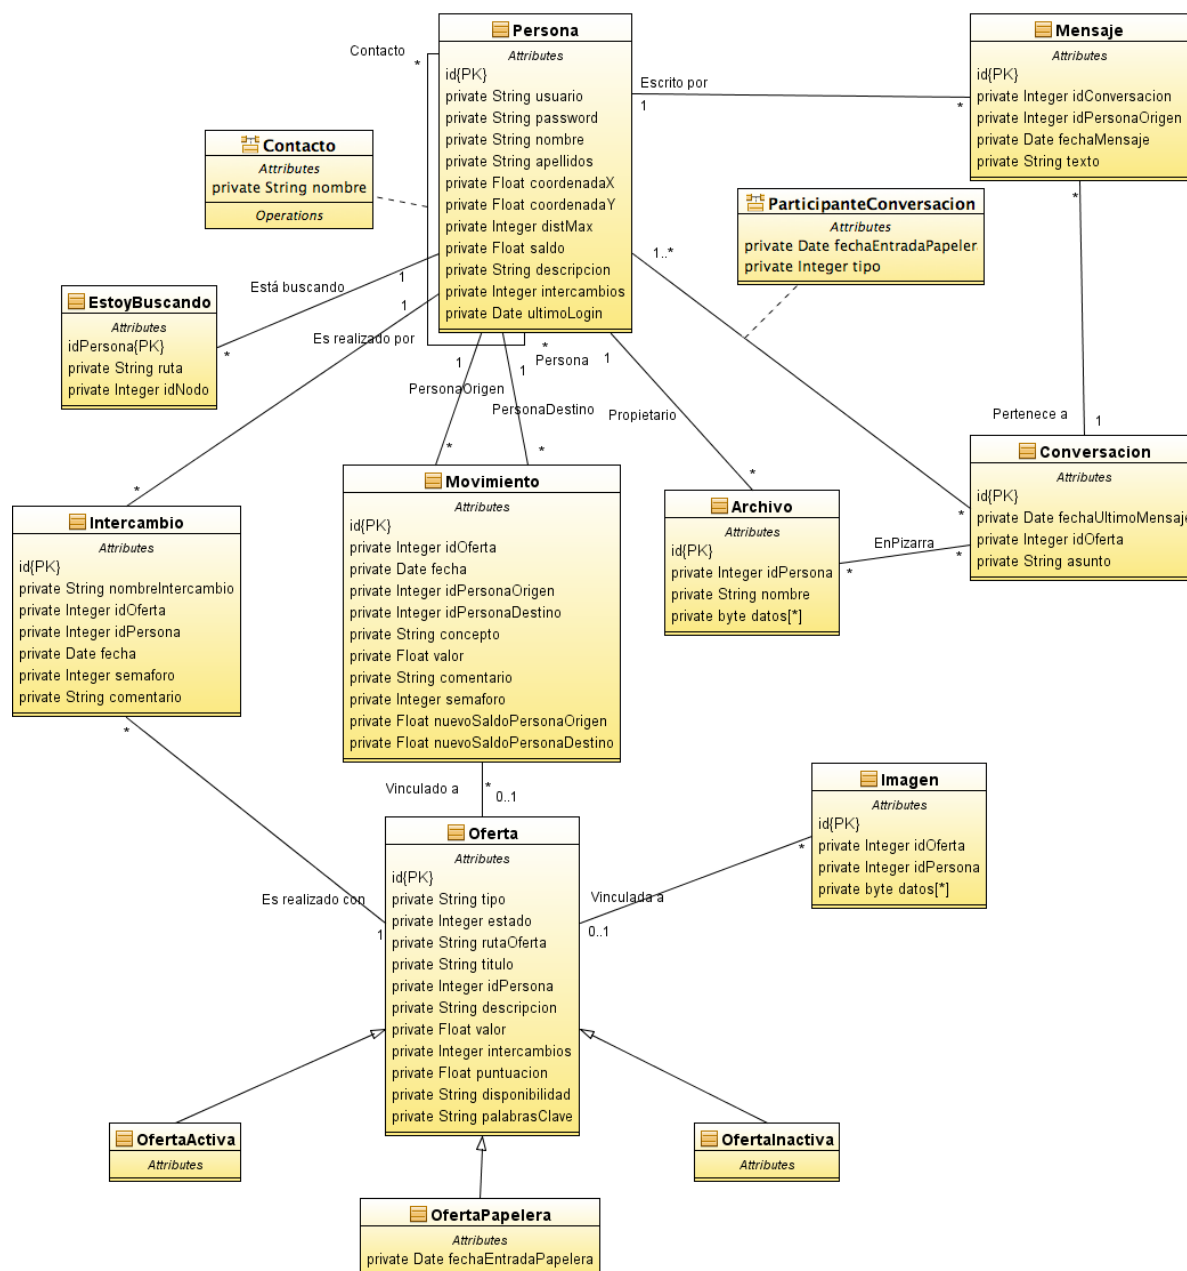 Persona
Attributes
id{PK}
private String usuario
private String password
private String nombre
private String apellidos
private Float coordenadaX
private Float coordenadaY
private Integer distMax
private Float saldo
private String descripcion
private Integer intercambios
private Date ultimoLogin
Mensaje
Attributes
id{PK}
private Integer idConversacion
private Integer idPersonaOrigen
private Date fechaMensaje
private String texto
Contacto
*
Escrito por
1
*
Contacto
Attributes
private String nombre
Operations
ParticipanteConversacion
Attributes
private Date fechaEntradaPapeler
private Integer tipo
1..*
*
Está buscando
1
*
EstoyBuscando
Attributes
idPersona{PK}
private String ruta
private Integer idNodo
Es realizado por
1
*
1
PersonaOrigen
*
1
PersonaDestino
*
*
Persona
1
Propietario
*
Pertenece a
1
*
Conversacion
Attributes
id{PK}
private Date fechaUltimoMensaje
private Integer idOferta
private String asunto
Intercambio
Attributes
id{PK}
private String nombreIntercambio
private Integer idOferta
private Integer idPersona
private Date fecha
private Integer semaforo
private String comentario
Movimiento
Attributes
id{PK}
private Integer idOferta
private Date fecha
private Integer idPersonaOrigen
private Integer idPersonaDestino
private String concepto
private Float valor
private String comentario
private Integer semaforo
private Float nuevoSaldoPersonaOrigen
private Float nuevoSaldoPersonaDestino
Archivo
Attributes
id{PK}
private Integer idPersona
private String nombre
private byte datos[*]
EnPizarra
*
*
*
Vinculado a
*
0..1
Imagen
Attributes
id{PK}
private Integer idOferta
private Integer idPersona
private byte datos[*]
Oferta
Attributes
id{PK}
private String tipo
private Integer estado
private String rutaOferta
private String titulo
private Integer idPersona
private String descripcion
private Float valor
private Integer intercambios
private Float puntuacion
private String disponibilidad
private String palabrasClave
Es realizado con
1
Vinculada a
0..1
*
OfertaActiva
Attributes
OfertaInactiva
Attributes
OfertaPapelera
Attributes
private Date fechaEntradaPapelera